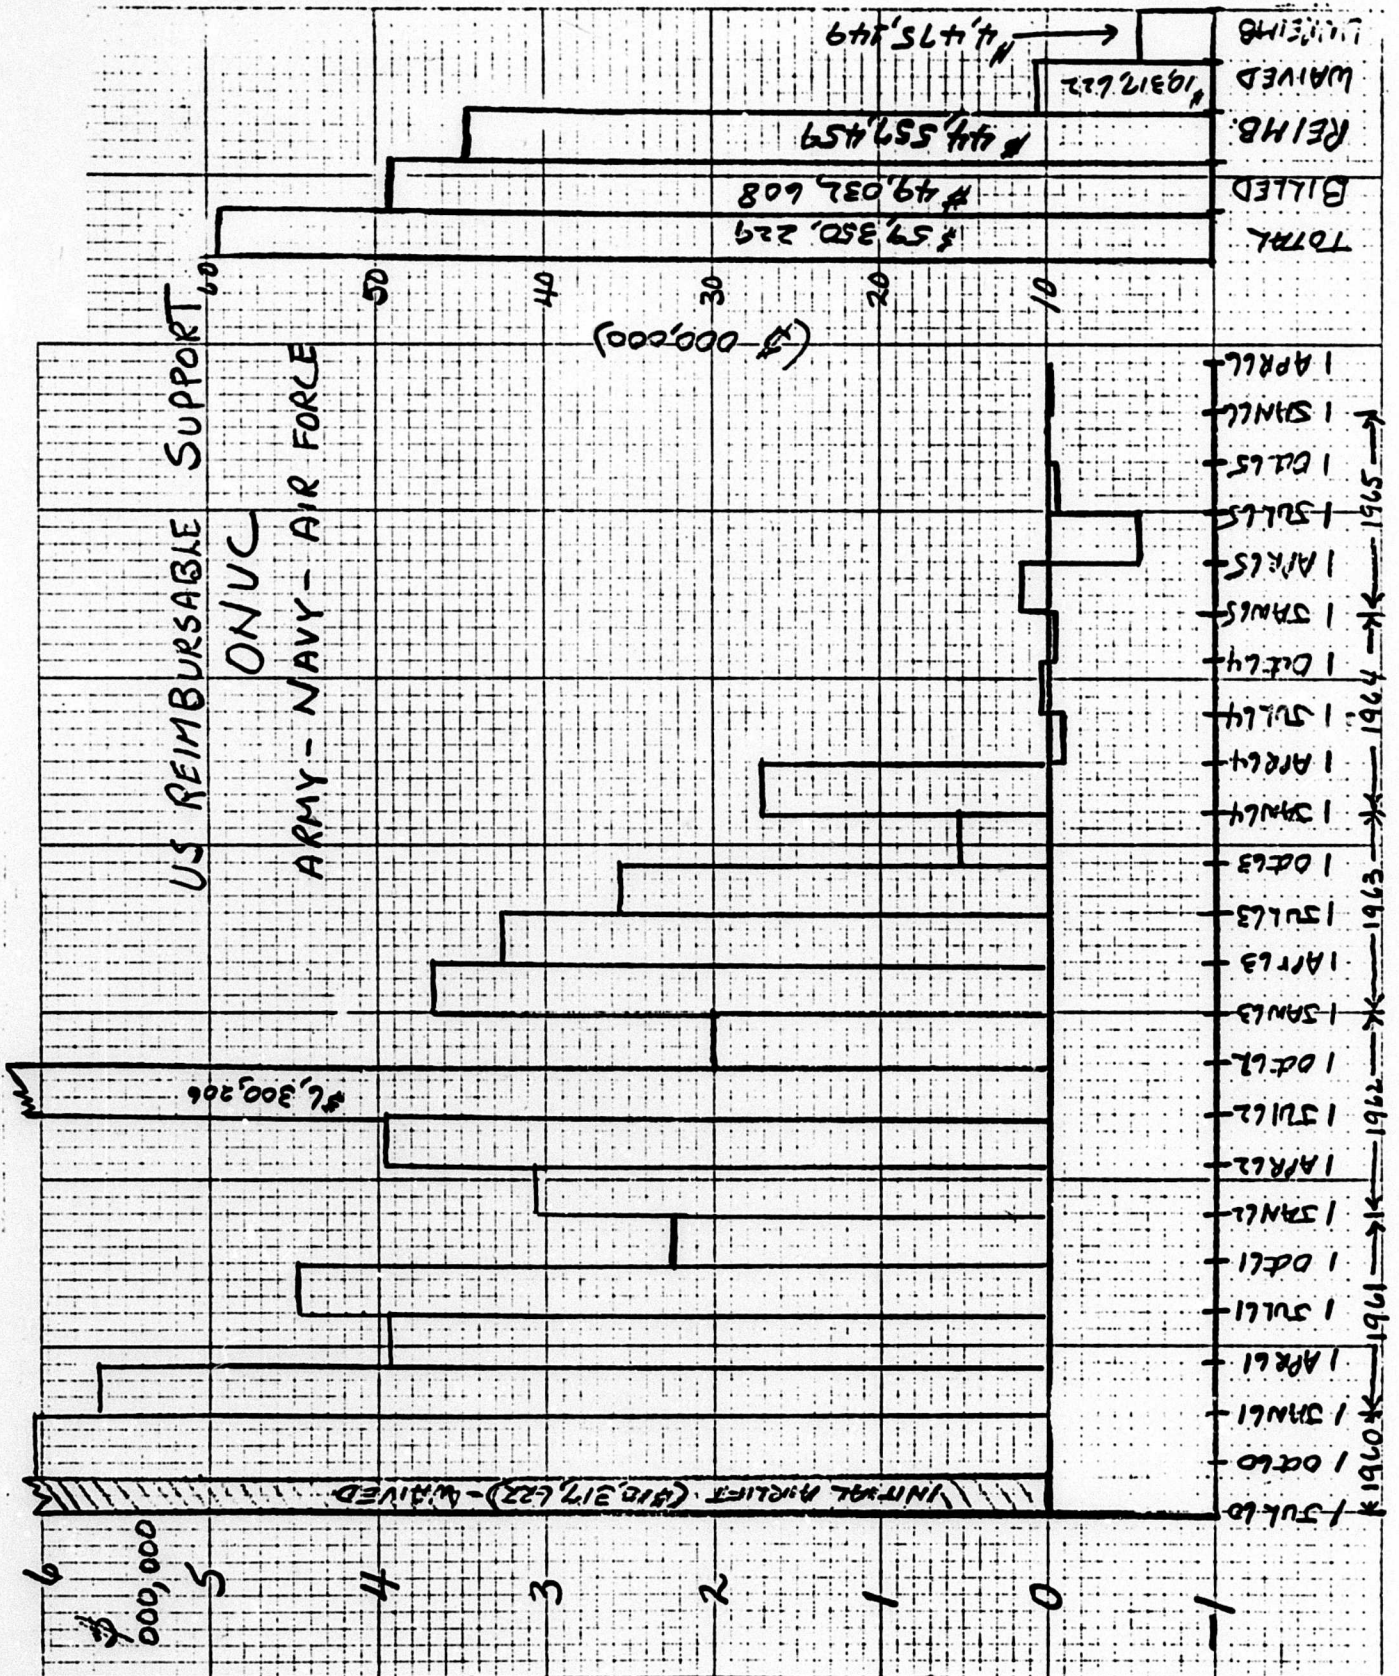 US REIMBURSABLE SUPPORT
ONUC
ARMY - NAVY - AIR FORCE
$
000,000
6
5
4
3
2
1
0
-1
INITIAL AIRLIFT ($10,317,622) - WAIVED
$6,300,206
1 JUL 60
1 Oct 60
1 JAN 61
1 APR 61
1 JUL 61
1 Oct 61
1 JAN 62
1 APR 62
1 JUL 62
1 Oct 62
1 JAN 63
1 APR 63
1 JUL 63
1 Oct 63
1 JAN 64
1 APR 64
1 JUL 64
1 Oct 64
1 JAN 65
1 APR 65
1 JUL 65
1 Oct 65
1 JAN 66
1 APR 66
1960
1961
1962
1963
1964
1965
($ 000,000)
60
50
40
30
20
10
TOTAL
$59,350,229
BILLED
$49,032,608
REIMB.
$44,557,459
WAIVED
$10,317,622
UNREIMB
$4,475,149